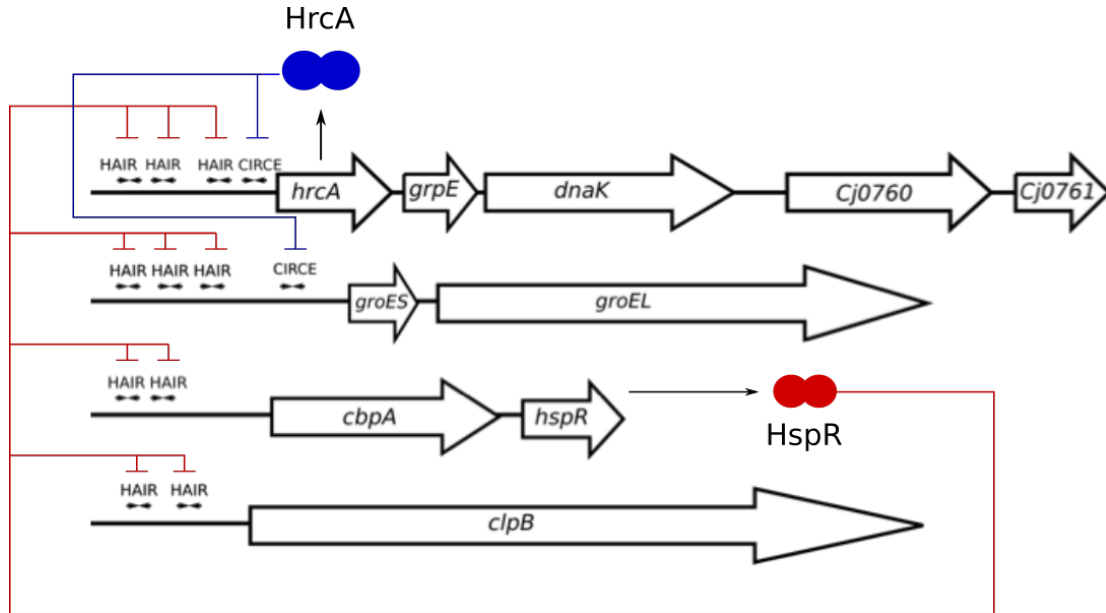 HrcA
HAIR HAIR HAIR CIRCE
hrcA grpE dnaK Cj0760 Cj0761
HAIR HAIR HAIR CIRCE
groES groEL
HAIR HAIR
cbpA hspR
HspR
HAIR HAIR
clpB